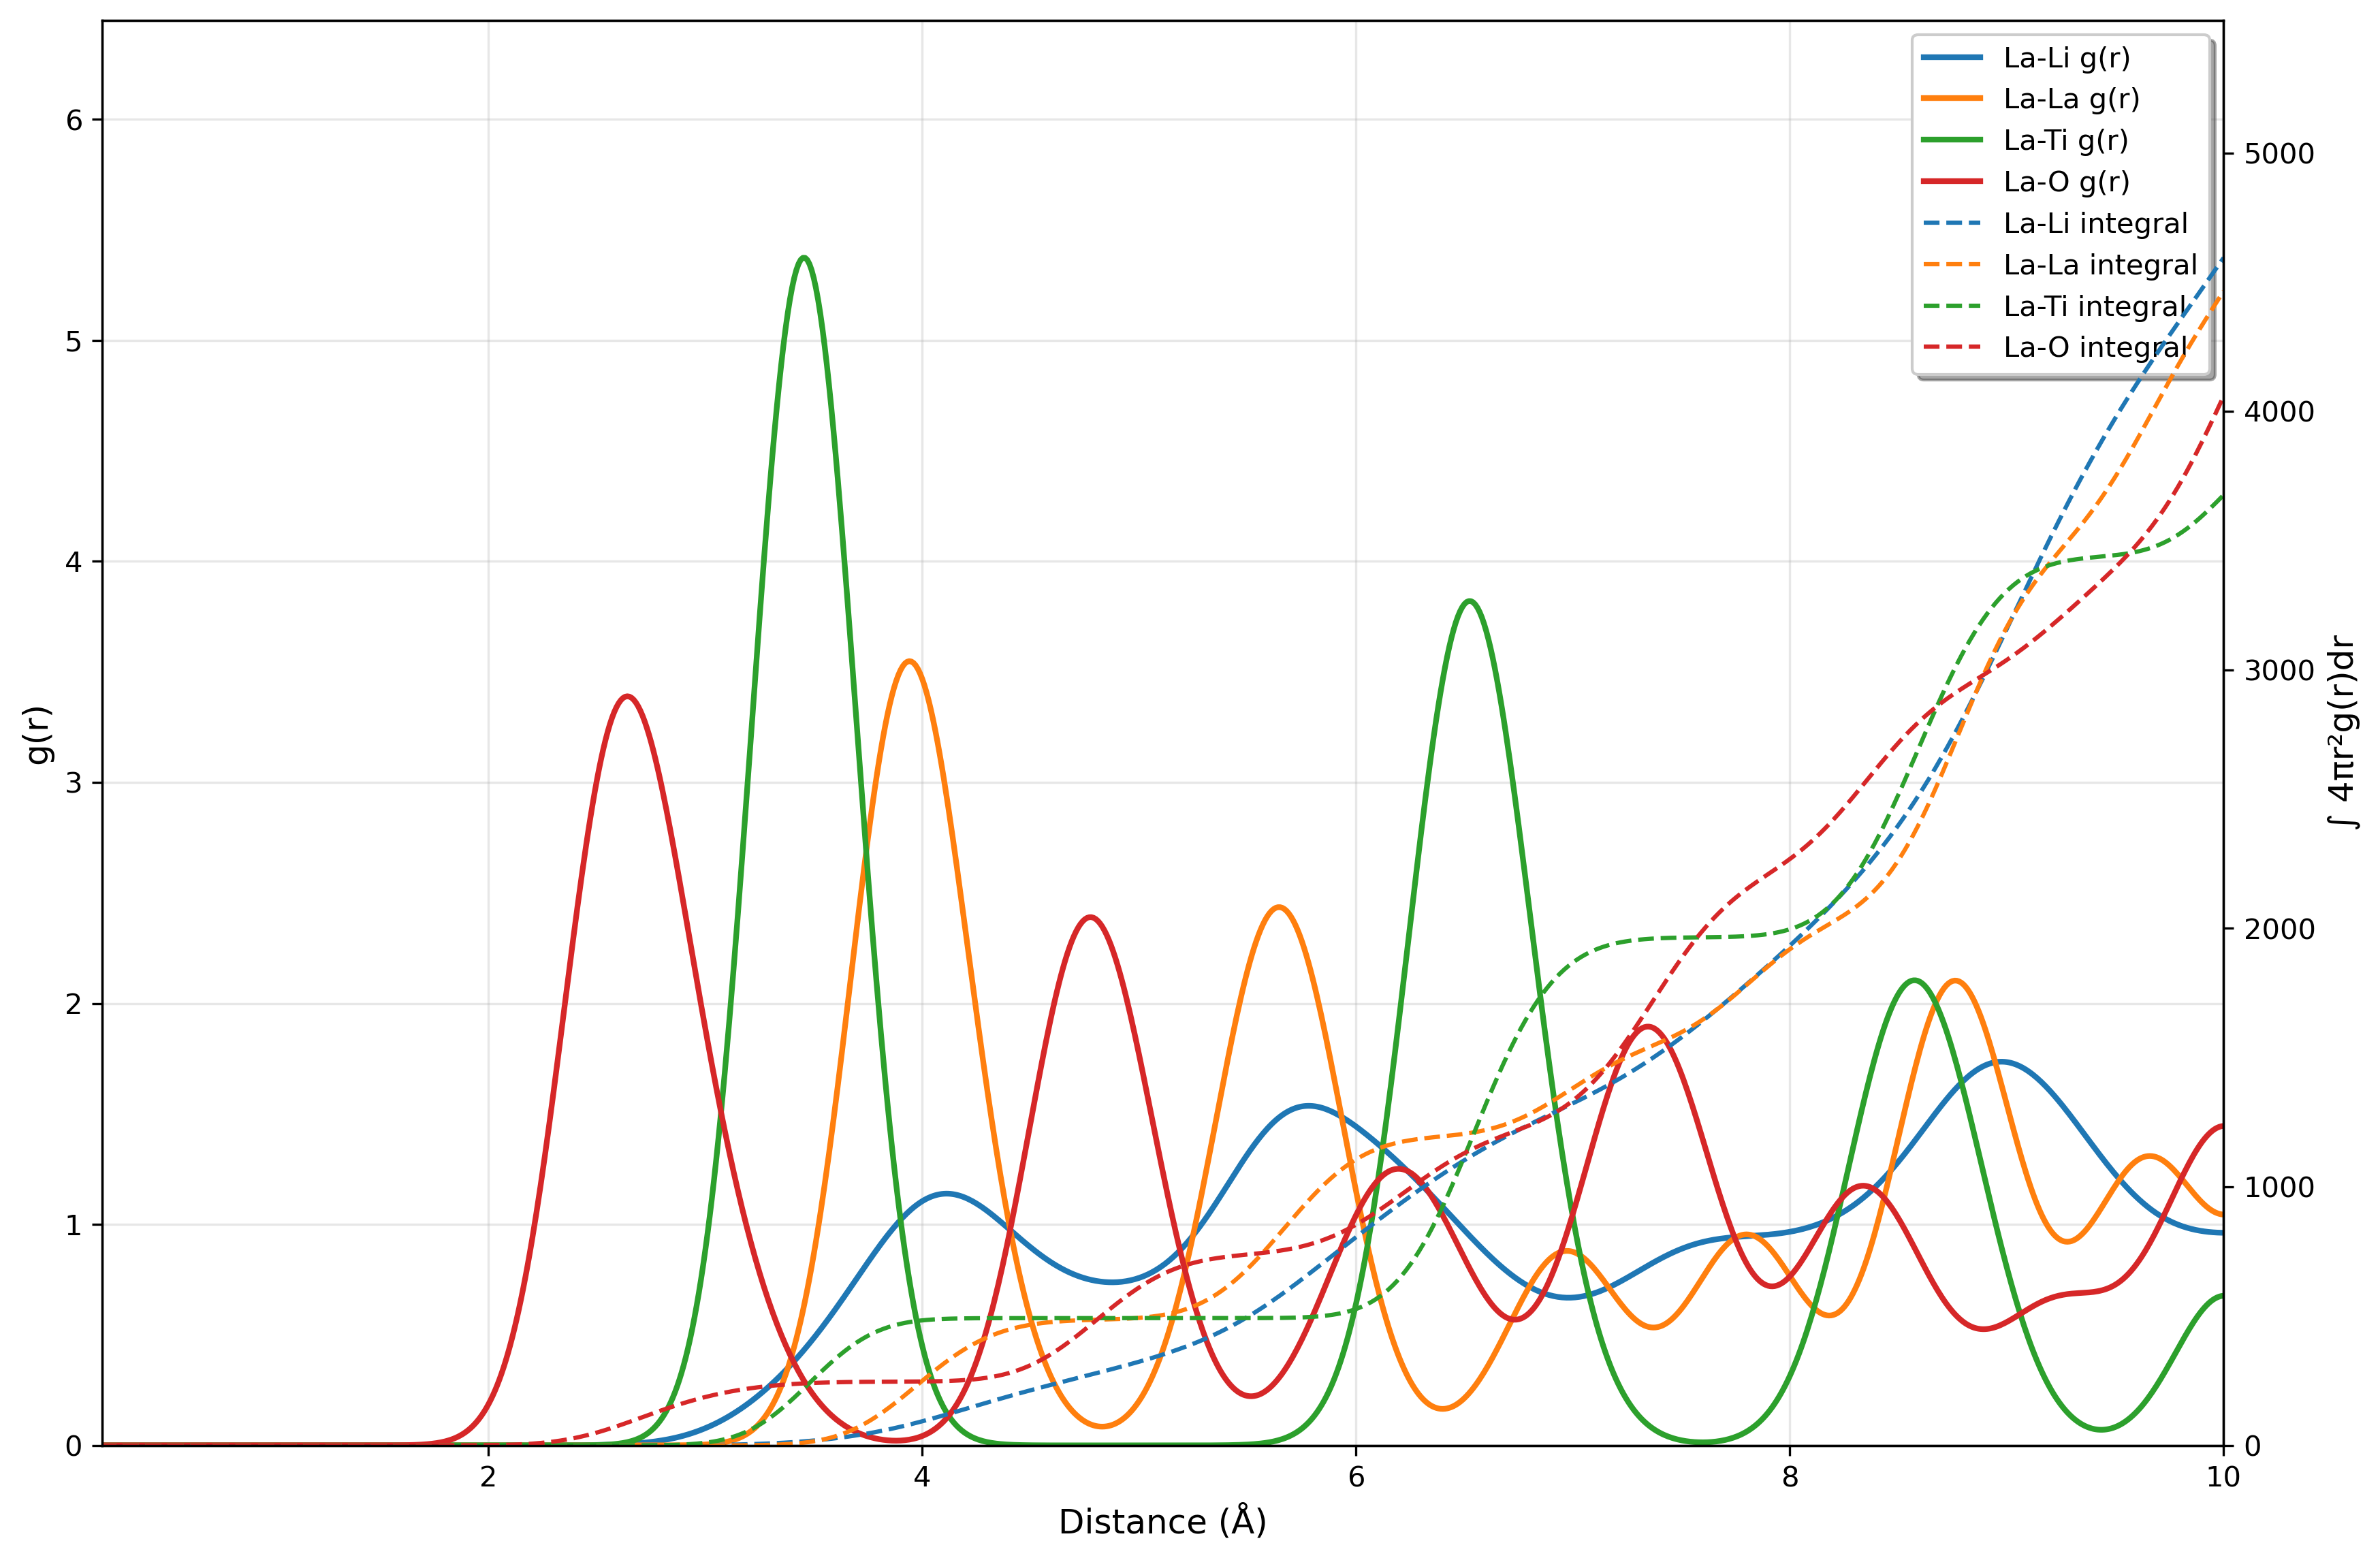 La-Li g(r)
La-La g(r)
La-Ti g(r)
La-O g(r)
La-Li integral
La-La integral
La-Ti integral
La-O integral
g(r)
6
5
4
3
2
1
0
5000
4000
3000
2000
1000
0
∫ 4πr²g(r)dr
2
4
6
8
10
Distance (Å)